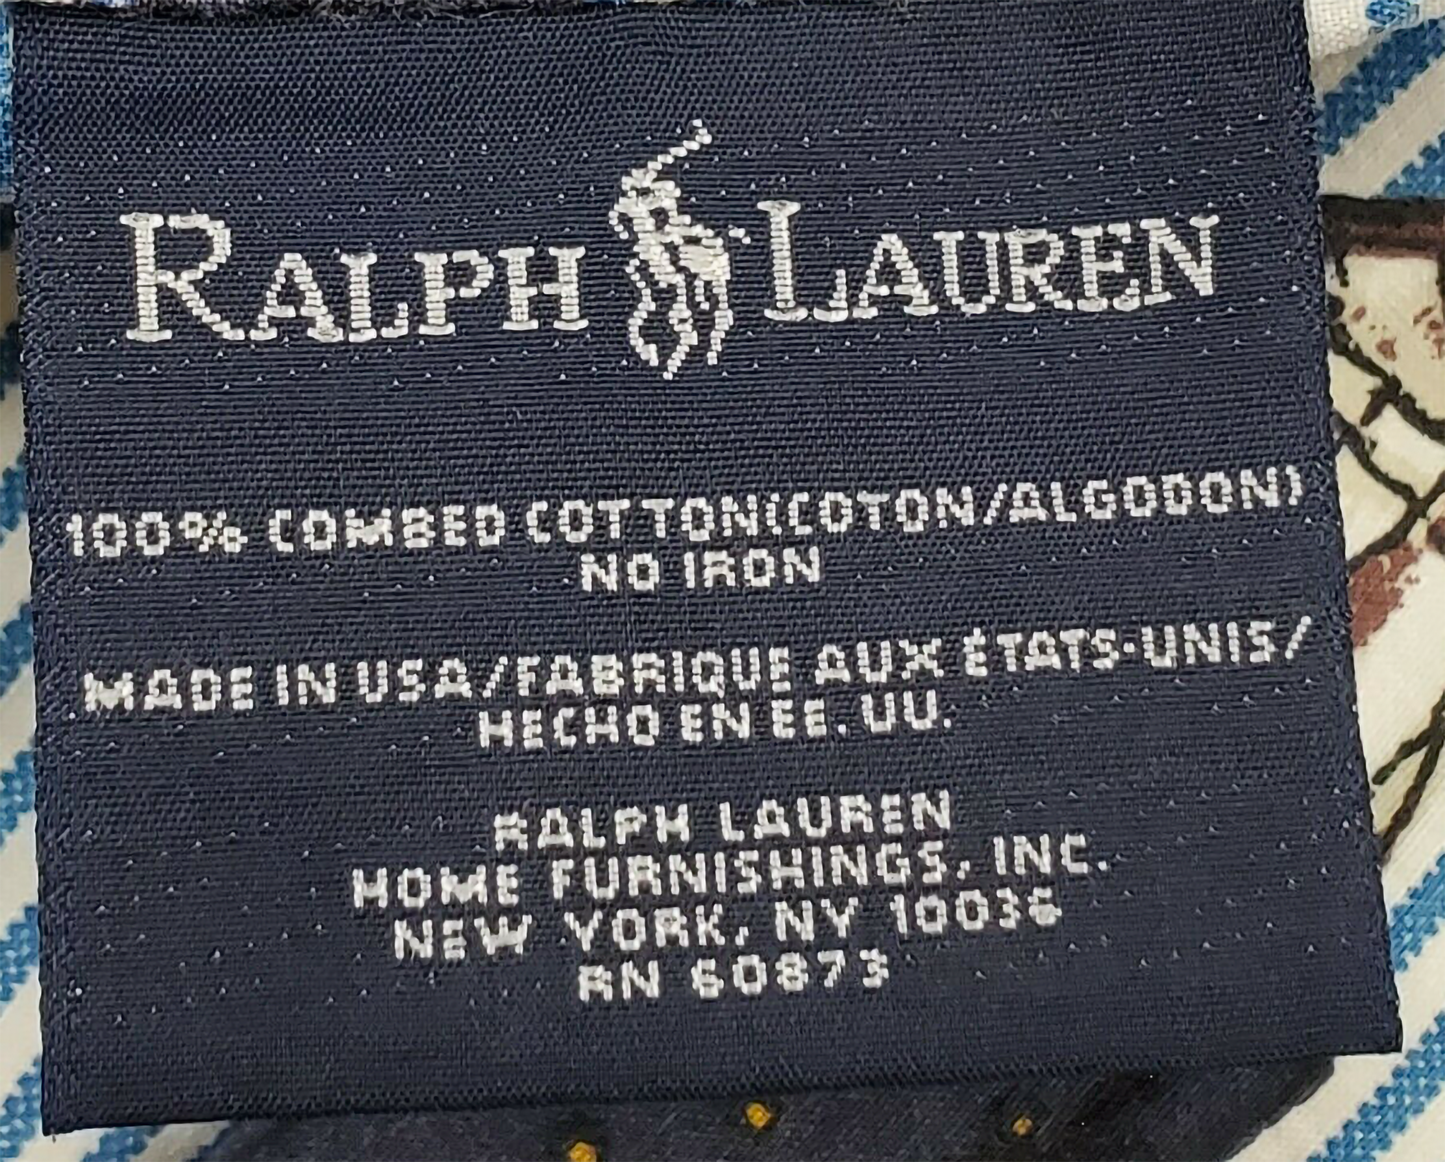 RALPH LAUREN
100% COMBED COTTON(COTON/ALGODON)
NO IRON
MADE IN USA/FABRIQUE AUX ÉTATS-UNIS/
HECHO EN EE. UU.
RALPH LAUREN
HOME FURNISHINGS, INC.
NEW YORK, NY 10036
RN 60873